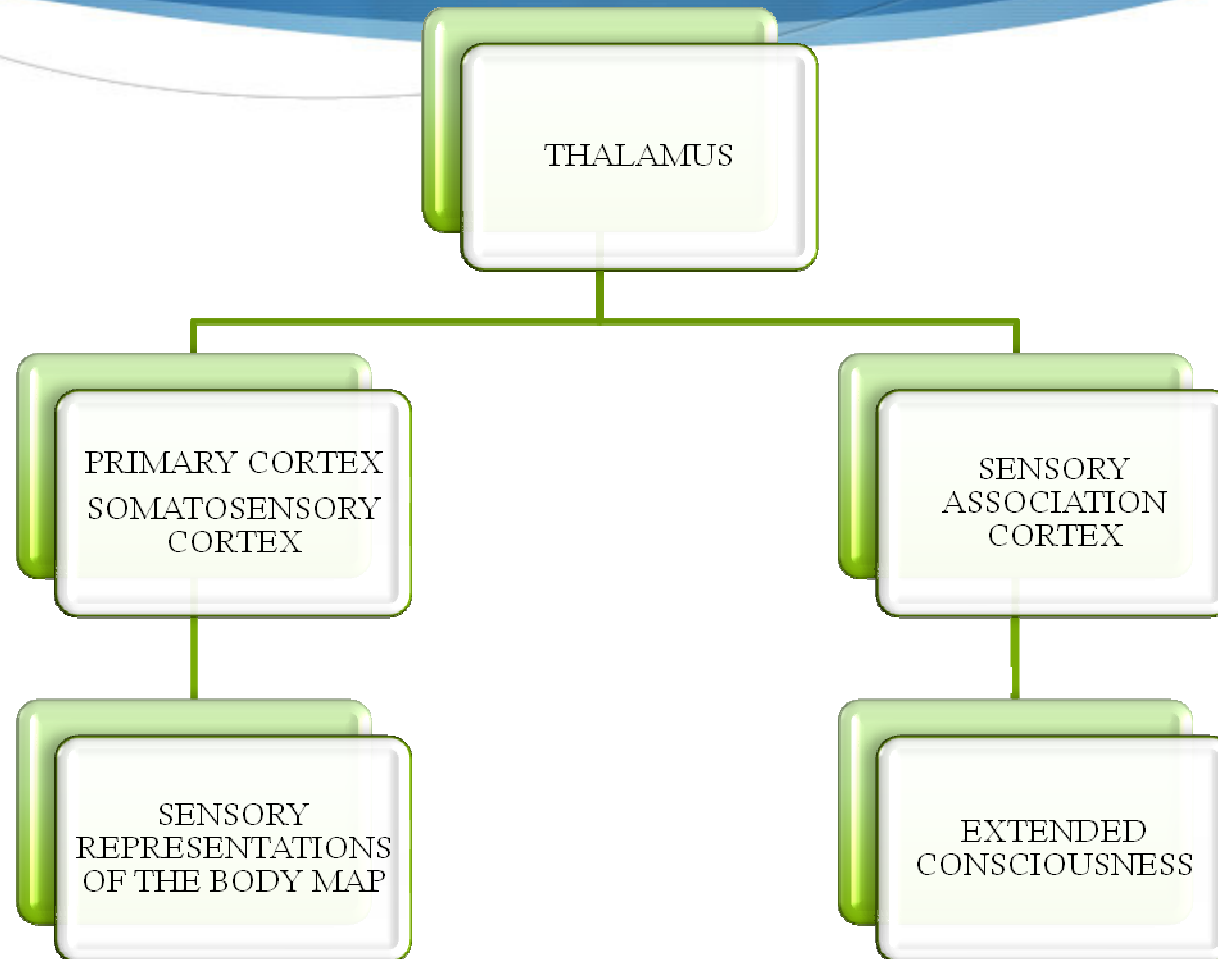 THALAMUS
PRIMARY CORTEX
SOMATOSENSORY
CORTEX
SENSORY
ASSOCIATION
CORTEX
SENSORY
REPRESENTATIONS
OF THE BODY MAP
EXTENDED
CONSCIOUSNESS